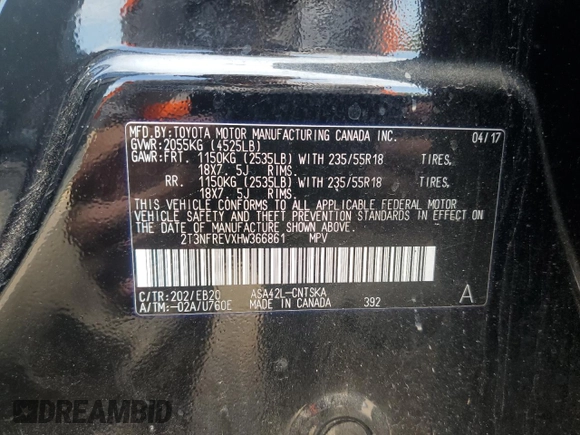 MFD.BY:TOYOTA MOTOR MANUFACTURING CANADA INC. 04/17
GVWR:2055KG (4525LB)
GAWR:FRT. 1150KG (2535LB) WITH 235/55R18 TIRES,
18X7. 5J RIMS.
RR. 1150KG (2535LB) WITH 235/55R18 TIRES,
18X7. 5J RIMS.
THIS VEHICLE CONFORMS TO ALL APPLICABLE FEDERAL MOTOR
VEHICLE SAFETY AND THEFT PREVENTION STANDARDS IN EFFECT ON
THE DATE OF MANUFACTURE SHOWN ABOVE.
2T3NFREVXHW366861 MPV
C/TR:202/EB20 ASA42L-CNTSKA
A/TM:-02A/U760E MADE IN CANADA 392 A
DREAMBID